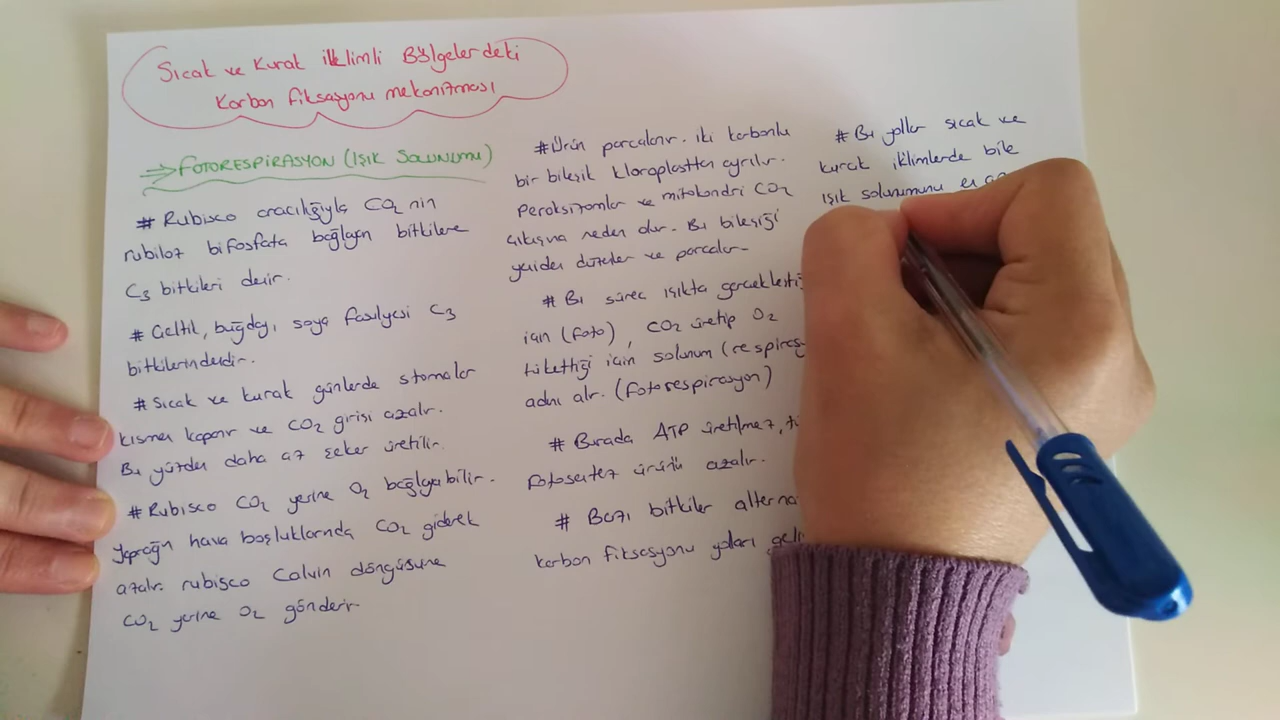 Sıcak ve Kurak iklimli Bölgelerdeki
Karbon fiksasyonu mekanizması
⇒ FOTORESPİRASYON (IŞIK SOLUNUMU)
# Rubisco aracılığıyla CO₂ nin
rubiloz bifosfata bağlayan bitkilere
C₃ bitkileri denir.
# Çeltik, buğday, soya fasulyesi C₃
bitkilerindendir.
# Sıcak ve kurak günlerde stomalar
kısmen kapanır ve CO₂ girişi azalır.
Bu yüzden daha az şeker üretilir.
# Rubisco CO₂ yerine O₂ bağlayabilir.
Yaprağın hava boşluklarında CO₂ giderek
azalır. rubisco Calvin döngüsüne
CO₂ yerine O₂ gönderir.
# Ürün parçalanır. iki karbonlu
bir bileşik kloroplasttan ayrılır.
Peroksizomlar ve mitokondri CO₂
çıkışına neden olur. Bu bileşiği
yeniden düzenler ve parçalar.
# Bu süreç ışıkta gerçekleştiği
için (foto), CO₂ üretip O₂
tükettiği için solunum (respirasy
adını alır. (fotorespirasyon)
# Burada ATP üretilmez,
fotosentez ürünü azalır.
# Bazı bitkiler alterna
karbon fiksasyonu yolları geli
# Bu yollar sıcak ve
kurak iklimlerde bile
ışık solunumunu en a